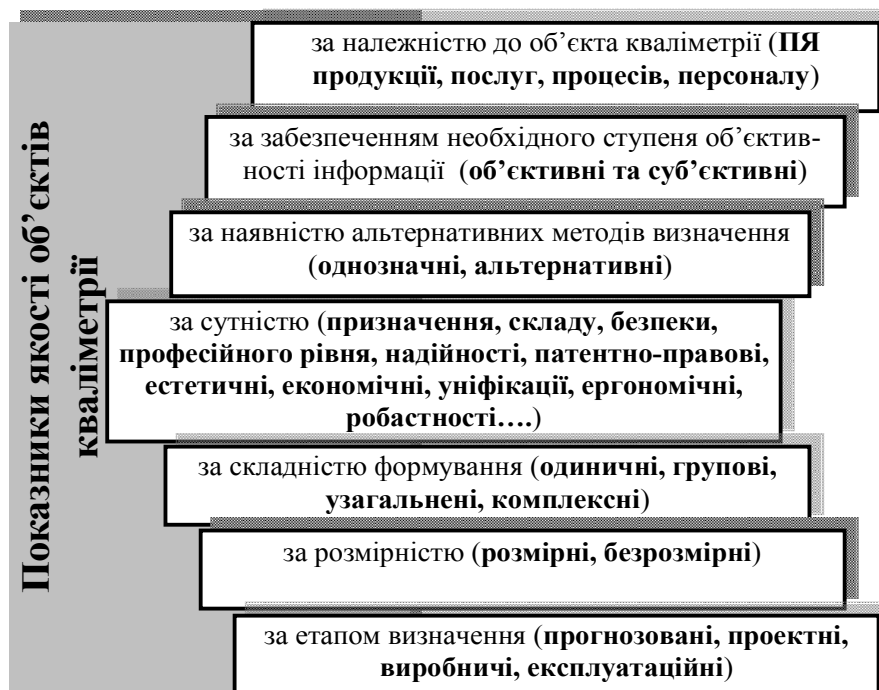 Показники якості об’єктів
кваліметрії
за належністю до об’єкта кваліметрії (ПЯ
продукції, послуг, процесів, персоналу)
за забезпеченням необхідного ступеня об’єктив-
ності інформації (об’єктивні та суб’єктивні)
за наявністю альтернативних методів визначення
(однозначні, альтернативні)
за сутністю (призначення, складу, безпеки,
професійного рівня, надійності, патентно-правові,
естетичні, економічні, уніфікації, ергономічні,
робастності….)
за складністю формування (одиничні, групові,
узагальнені, комплексні)
за розмірністю (розмірні, безрозмірні)
за етапом визначення (прогнозовані, проектні,
виробничі, експлуатаційні)